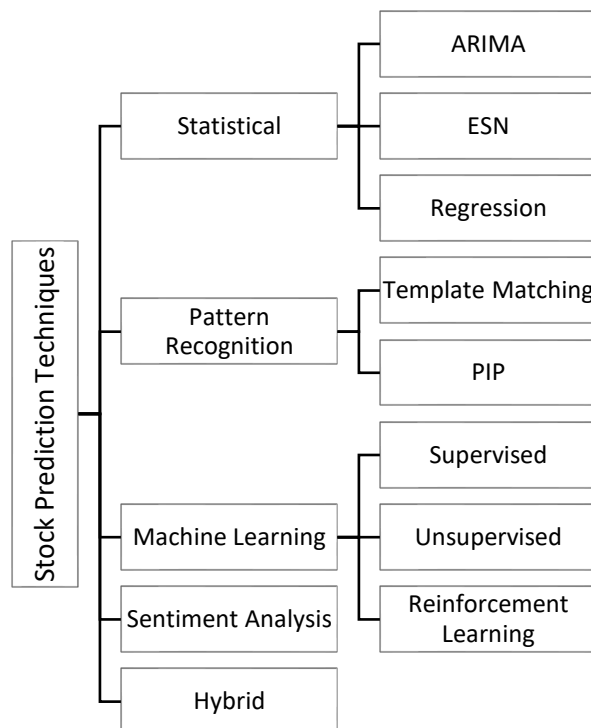 Stock Prediction Techniques
Statistical
ARIMA
ESN
Regression
Pattern
Recognition
Template Matching
PIP
Machine Learning
Supervised
Unsupervised
Reinforcement
Learning
Sentiment Analysis
Hybrid